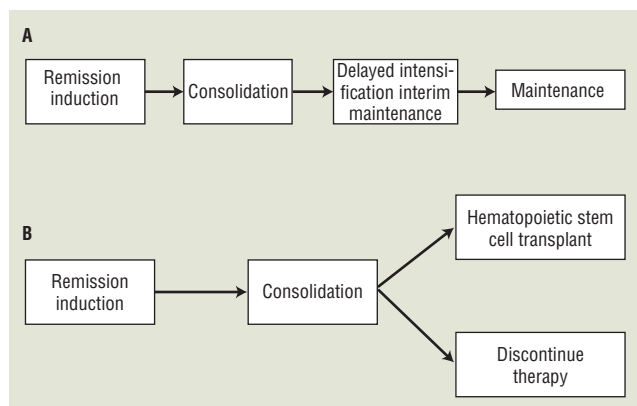 A
Remission
induction
Consolidation
Delayed intensi-
fication interim
maintenance
Maintenance
B
Remission
induction
Consolidation
Hematopoietic stem
cell transplant
Discontinue
therapy